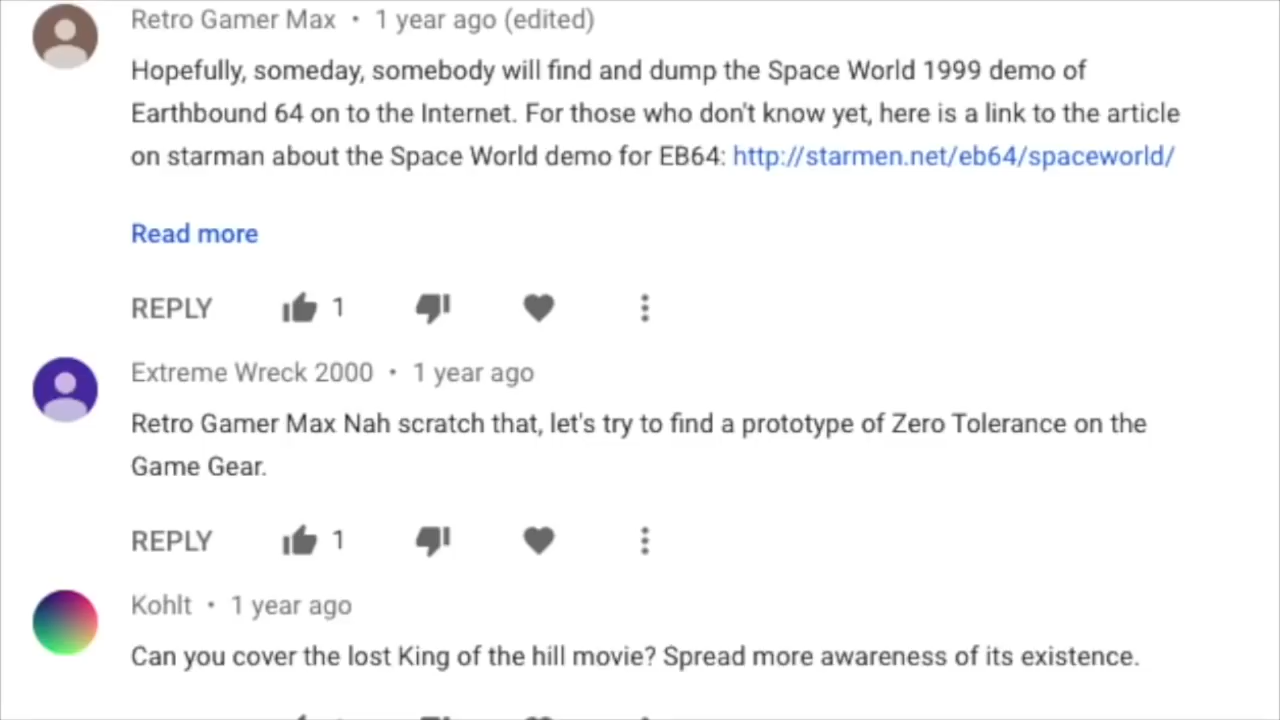 Retro Gamer Max • 1 year ago (edited)
Hopefully, someday, somebody will find and dump the Space World 1999 demo of
Earthbound 64 on to the Internet. For those who don't know yet, here is a link to the article
on starman about the Space World demo for EB64: http://starmen.net/eb64/spaceworld/
Read more
REPLY 1
Extreme Wreck 2000 • 1 year ago
Retro Gamer Max Nah scratch that, let's try to find a prototype of Zero Tolerance on the
Game Gear.
REPLY 1
Kohlt • 1 year ago
Can you cover the lost King of the hill movie? Spread more awareness of its existence.